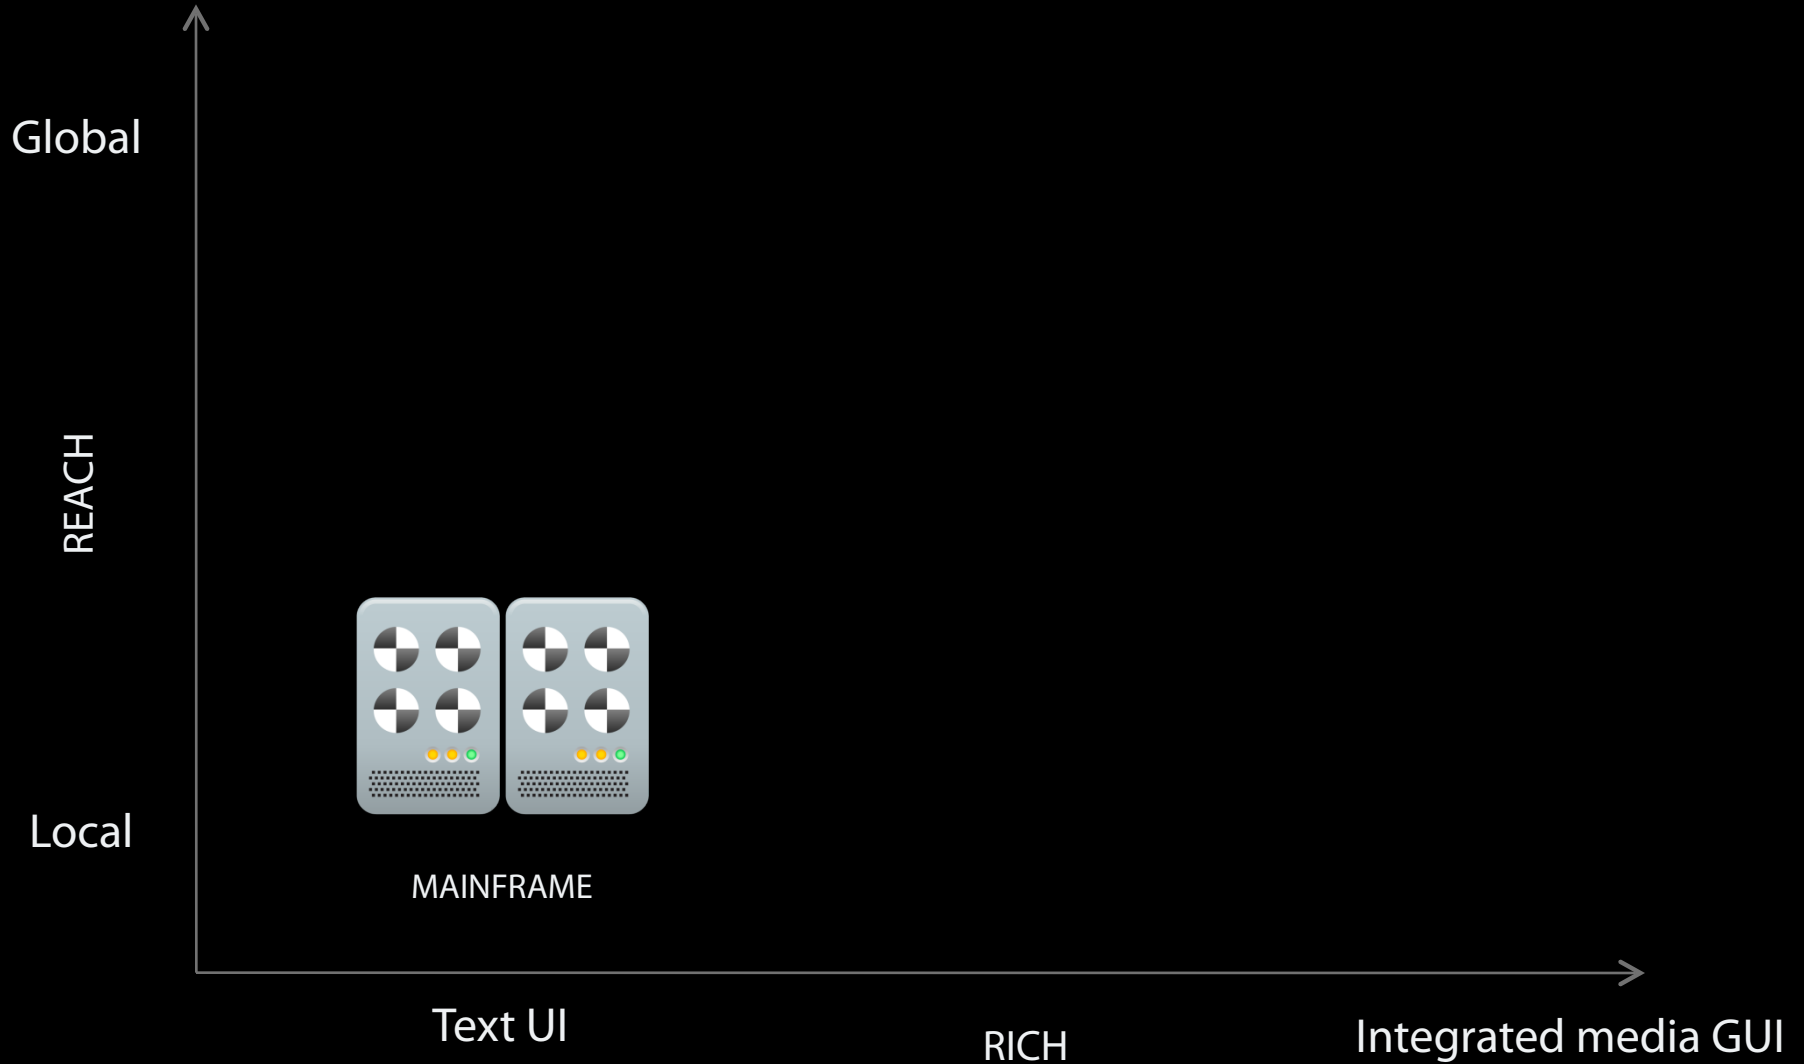 Global
REACH
Local
MAINFRAME
Text UI
RICH
Integrated media GUI